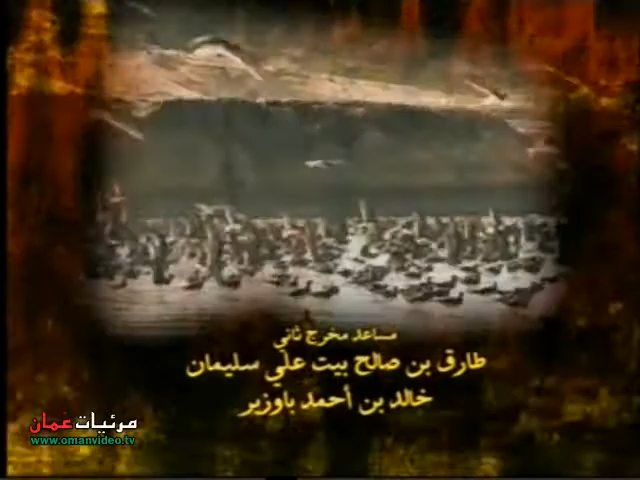 مساعد مخرج ثاني
طارق بن صالح بيت علي سليمان
خالد بن أحمد باوزير
مرئيات عمان
www.omanvideo.tv